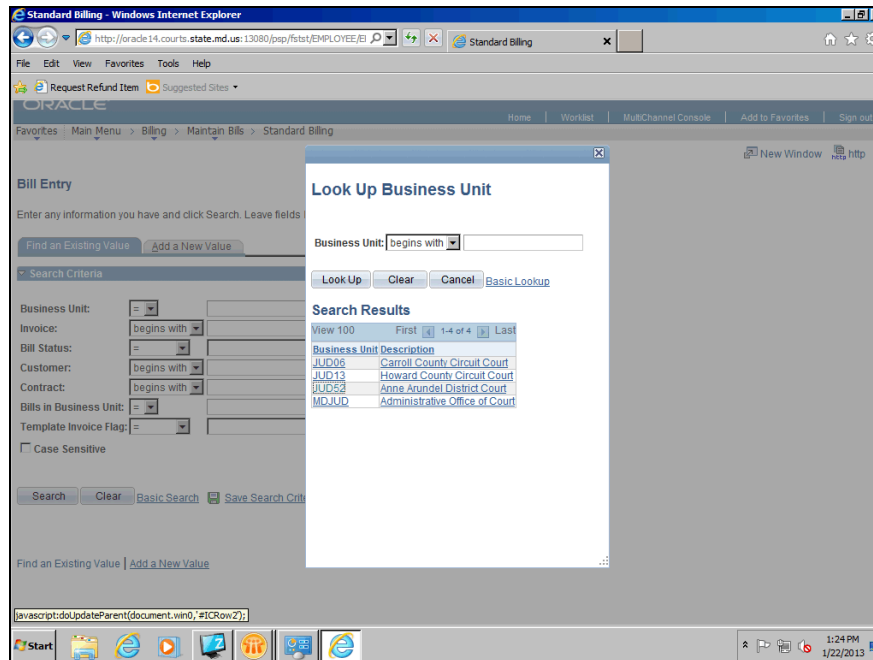 Standard Billing - Windows Internet Explorer
http://oracle14.courts.state.md.us:13080/psp/fstst/EMPLOYEE/E
Standard Billing
File Edit View Favorites Tools Help
Request Refund Item Suggested Sites
ORACLE
Home Worklist MultiChannel Console Add to Favorites Sign out
Favorites Main Menu > Billing > Maintain Bills > Standard Billing
New Window http
Bill Entry
Enter any information you have and click Search. Leave fields
Find an Existing Value Add a New Value
Search Criteria
Business Unit: =
Invoice: begins with
Bill Status: =
Customer: begins with
Contract: begins with
Bills in Business Unit: =
Template Invoice Flag: =
Case Sensitive
Search Clear Basic Search Save Search Crite
Find an Existing Value | Add a New Value
Look Up Business Unit
Business Unit: begins with
Look Up Clear Cancel Basic Lookup
Search Results
View 100 First 1-4 of 4 Last
Business Unit Description
JUD06 Carroll County Circuit Court
JUD13 Howard County Circuit Court
JUD52 Anne Arundel District Court
MDJUD Administrative Office of Court
javascript:doUpdateParent(document.win0,'#ICRow2');
Start
1:24 PM
1/22/2013